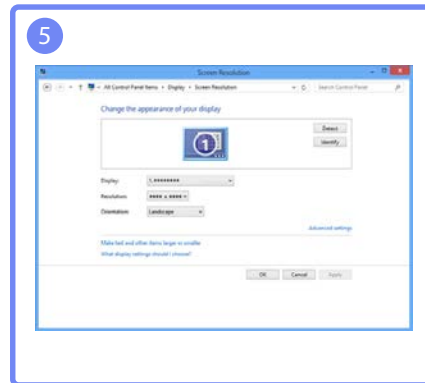 5
Screen Resolution
All Control Panel Items Display Screen Resolution
Search Control Panel
Change the appearance of your display
1
Detect
Identify
Display: 1. ********
Resolution: **** x ****
Orientation: Landscape
Advanced settings
Make text and other items larger or smaller
What display settings should I choose?
OK Cancel Apply